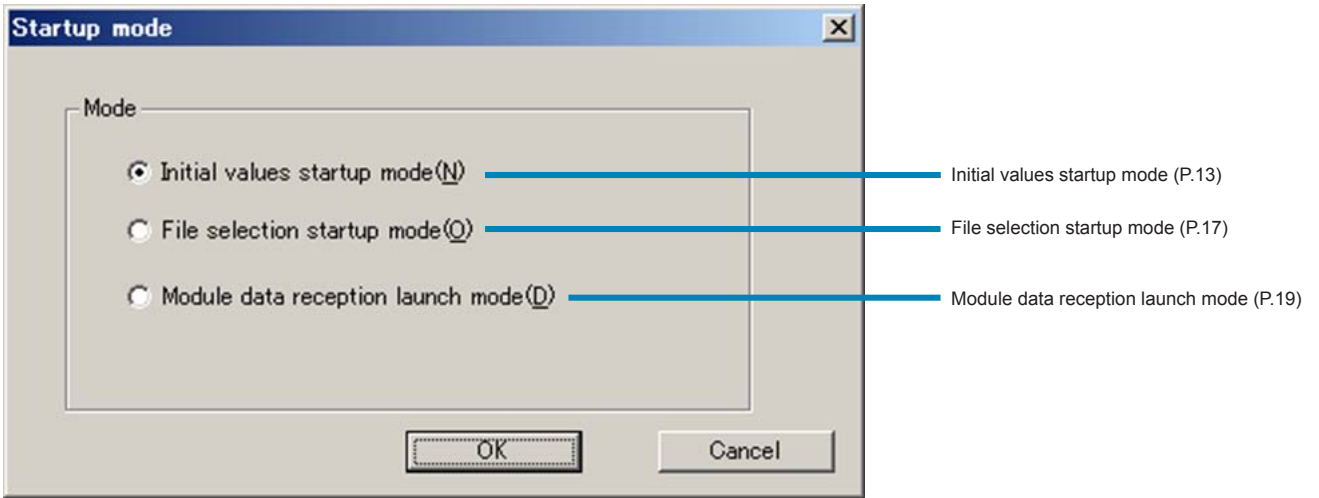 Startup mode
Mode
Initial values startup mode(N)
Initial values startup mode (P.13)
File selection startup mode(O)
File selection startup mode (P.17)
Module data reception launch mode(D)
Module data reception launch mode (P.19)
OK
Cancel